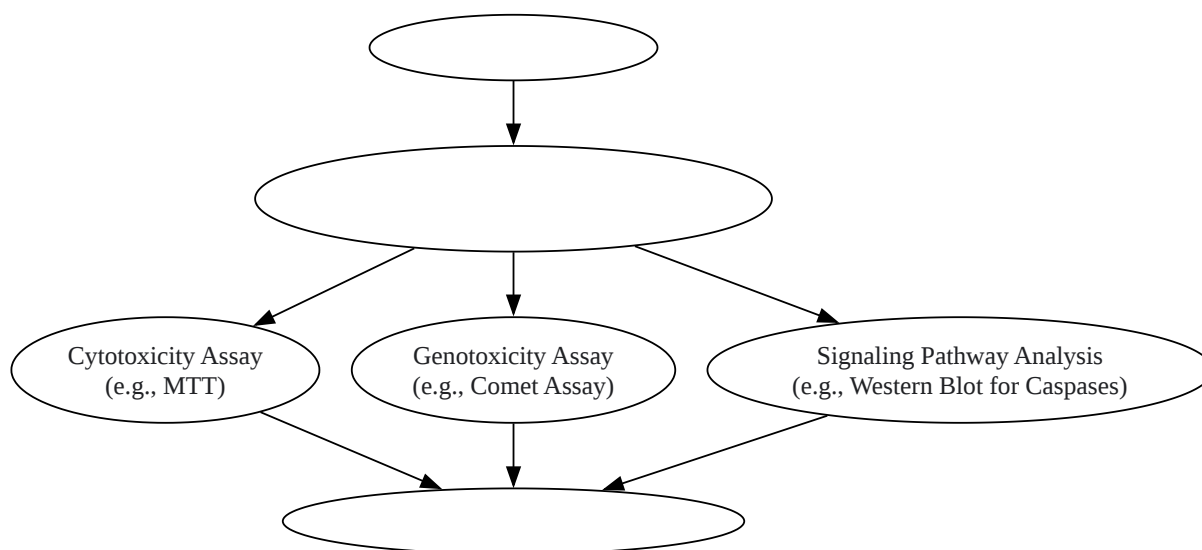 Cytotoxicity Assay
(e.g., MTT)
Genotoxicity Assay
(e.g., Comet Assay)
Signaling Pathway Analysis
(e.g., Western Blot for Caspases)